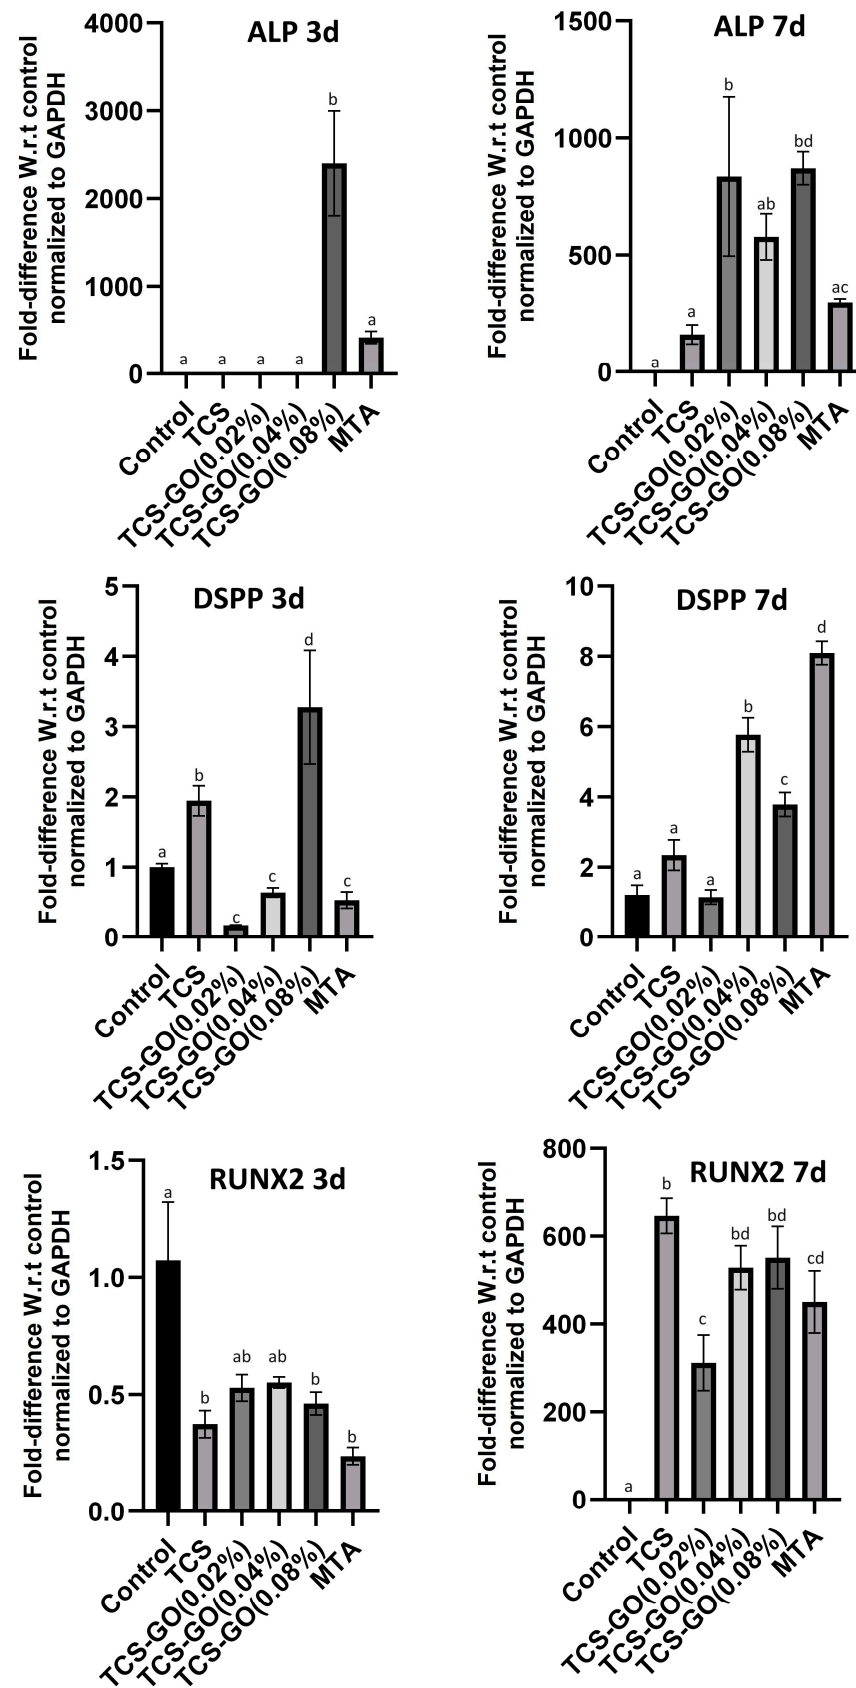 ALP 3d
Fold-difference W.r.t control
normalized to GAPDH
4000
3000
2000
1000
0
a
a
a
a
b
a
Control
TCS
TCS-GO(0.02%)
TCS-GO(0.04%)
TCS-GO(0.08%)
MTA
ALP 7d
Fold-difference W.r.t control
normalized to GAPDH
1500
1000
500
0
a
a
b
ab
bd
ac
Control
TCS
TCS-GO(0.02%)
TCS-GO(0.04%)
TCS-GO(0.08%)
MTA
DSPP 3d
Fold-difference W.r.t control
normalized to GAPDH
5
4
3
2
1
0
a
b
c
c
d
c
Control
TCS
TCS-GO(0.02%)
TCS-GO(0.04%)
TCS-GO(0.08%)
MTA
DSPP 7d
Fold-difference W.r.t control
normalized to GAPDH
10
8
6
4
2
0
a
a
a
b
c
d
Control
TCS
TCS-GO(0.02%)
TCS-GO(0.04%)
TCS-GO(0.08%)
MTA
RUNX2 3d
Fold-difference W.r.t control
normalized to GAPDH
1.5
1.0
0.5
0.0
a
b
ab
ab
b
b
Control
TCS
TCS-GO(0.02%)
TCS-GO(0.04%)
TCS-GO(0.08%)
MTA
RUNX2 7d
Fold-difference W.r.t control
normalized to GAPDH
800
600
400
200
0
a
b
c
bd
bd
cd
Control
TCS
TCS-GO(0.02%)
TCS-GO(0.04%)
TCS-GO(0.08%)
MTA